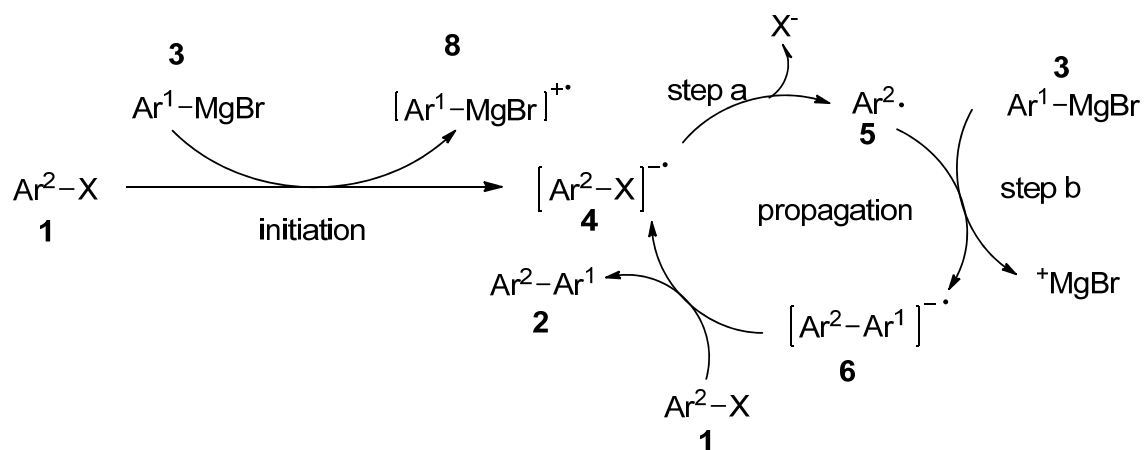 3
Ar¹–MgBr
8
[Ar¹–MgBr]⁺•
Ar²–X
1
initiation
[Ar²–X]⁻•
4
step a
X⁻
Ar²•
5
3
Ar¹–MgBr
step b
propagation
⁺MgBr
[Ar²–Ar¹]⁻•
6
Ar²–Ar¹
2
Ar²–X
1